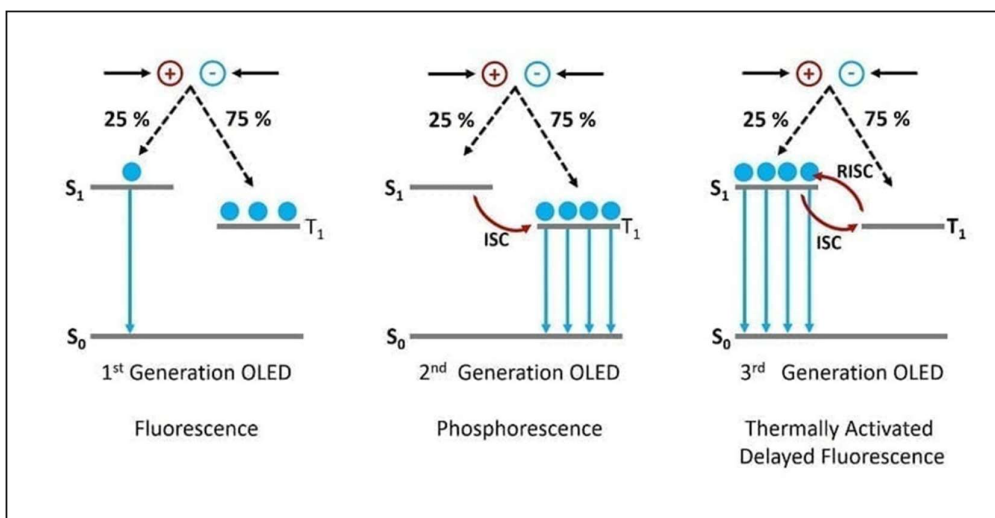 + -
25 % 75 %
S1
T1
S0
1st Generation OLED
Fluorescence
+ -
25 % 75 %
S1
ISC
T1
S0
2nd Generation OLED
Phosphorescence
+ -
25 % 75 %
RISC
S1
ISC
T1
S0
3rd Generation OLED
Thermally Activated
Delayed Fluorescence